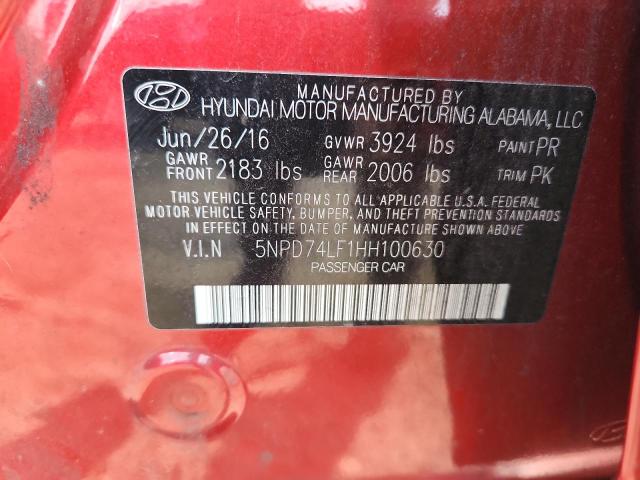 MANUFACTURED BY
HYUNDAI MOTOR MANUFACTURING ALABAMA, LLC
Jun/26/16 GVWR 3924 lbs PAINT PR
GAWR FRONT 2183 lbs GAWR REAR 2006 lbs TRIM PK
THIS VEHICLE CONFORMS TO ALL APPLICABLE U.S.A. FEDERAL
MOTOR VEHICLE SAFETY, BUMPER, AND THEFT PREVENTION STANDARDS
IN EFFECT ON THE DATE OF MANUFACTURE SHOWN ABOVE.
V.I.N 5NPD74LF1HH100630
PASSENGER CAR